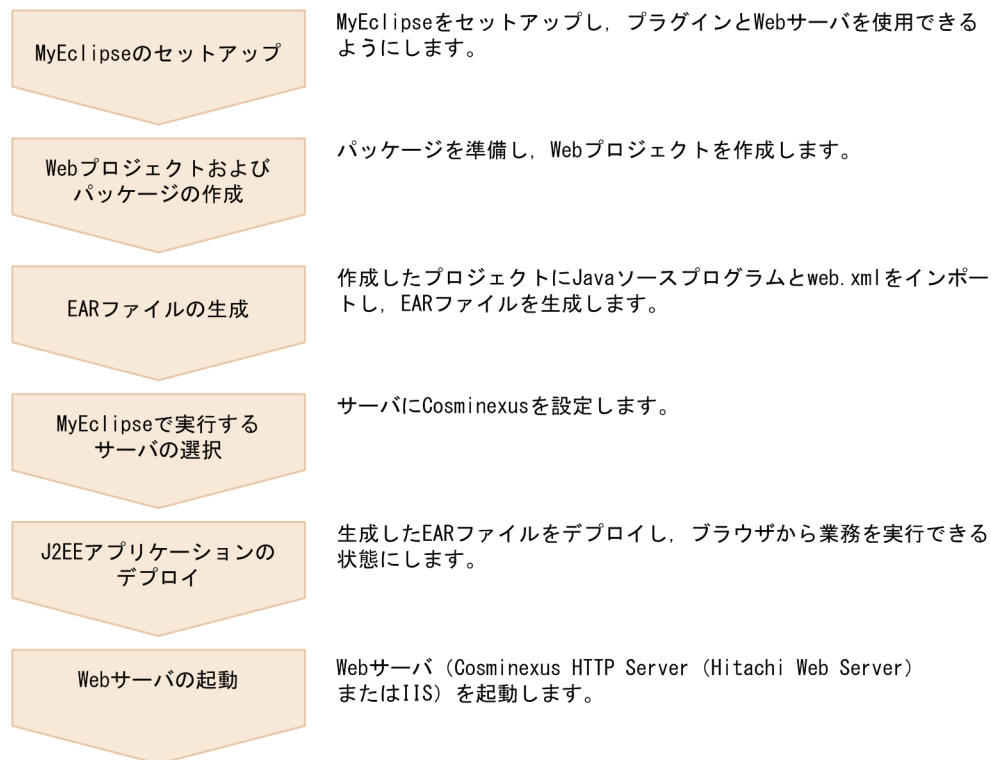 MyEclipseのセットアップ
MyEclipseをセットアップし，プラグインとWebサーバを使用できる
ようにします。
Webプロジェクトおよび
パッケージの作成
パッケージを準備し，Webプロジェクトを作成します。
EARファイルの生成
作成したプロジェクトにJavaソースプログラムとweb.xmlをインポー
トし，EARファイルを生成します。
MyEclipseで実行する
サーバの選択
サーバにCosminexusを設定します。
J2EEアプリケーションの
デプロイ
生成したEARファイルをデプロイし，ブラウザから業務を実行できる
状態にします。
Webサーバの起動
Webサーバ（Cosminexus HTTP Server（Hitachi Web Server）
またはIIS）を起動します。